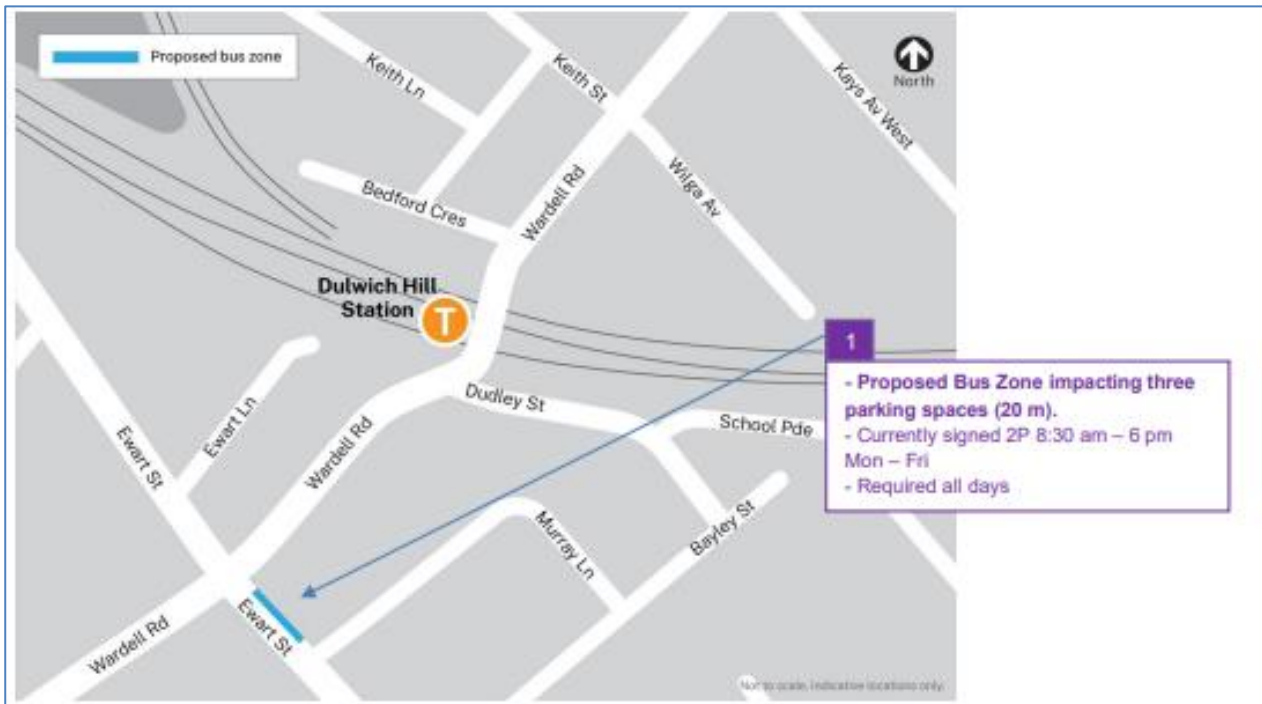 Proposed bus zone
North
Keith Ln
Keith St
Kays Av West
Wilga Av
Bedford Cres
Wardell Rd
Dulwich Hill
Station
T
1
- Proposed Bus Zone impacting three
parking spaces (20 m).
- Currently signed 2P 8:30 am – 6 pm
Mon – Fri
- Required all days
Dudley St
School Pde
Ewart Ln
Ewart St
Wardell Rd
Murray Ln
Bayley St
Ewart St
Wardell Rd
Not to scale, indicative locations only.